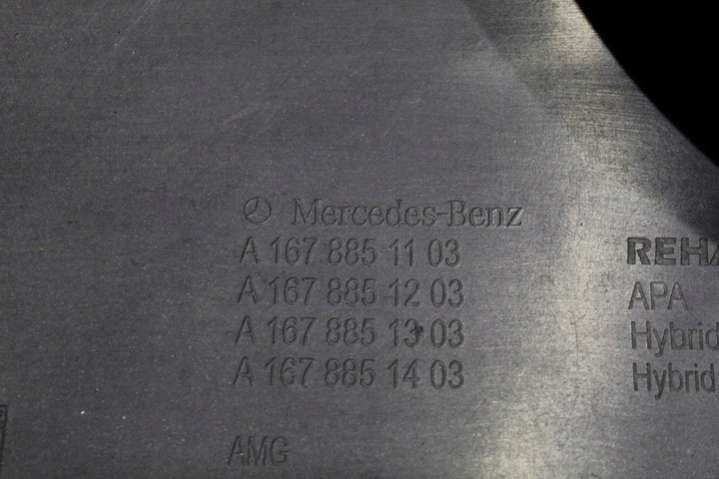 Mercedes-Benz
A 167 885 11 03
A 167 885 12 03 APA
A 167 885 13 03 Hybrid
A 167 885 14 03 Hybrid
AMG